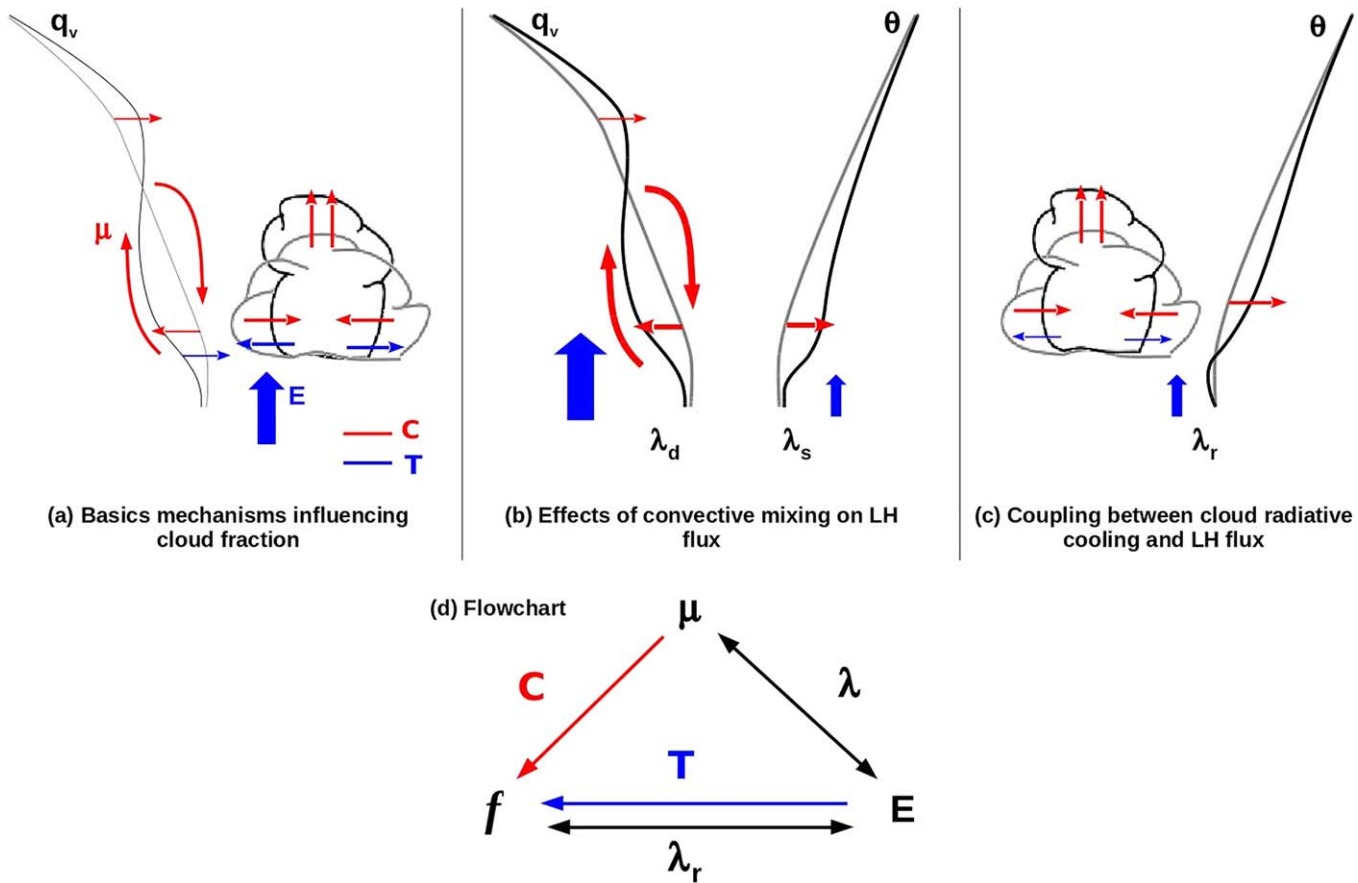 qv
μ
E
C
T
(a) Basics mechanisms influencing
cloud fraction
qv
θ
λd
λs
(b) Effects of convective mixing on LH
flux
θ
λr
(c) Coupling between cloud radiative
cooling and LH flux
(d) Flowchart
μ
C
λ
T
f
E
λr